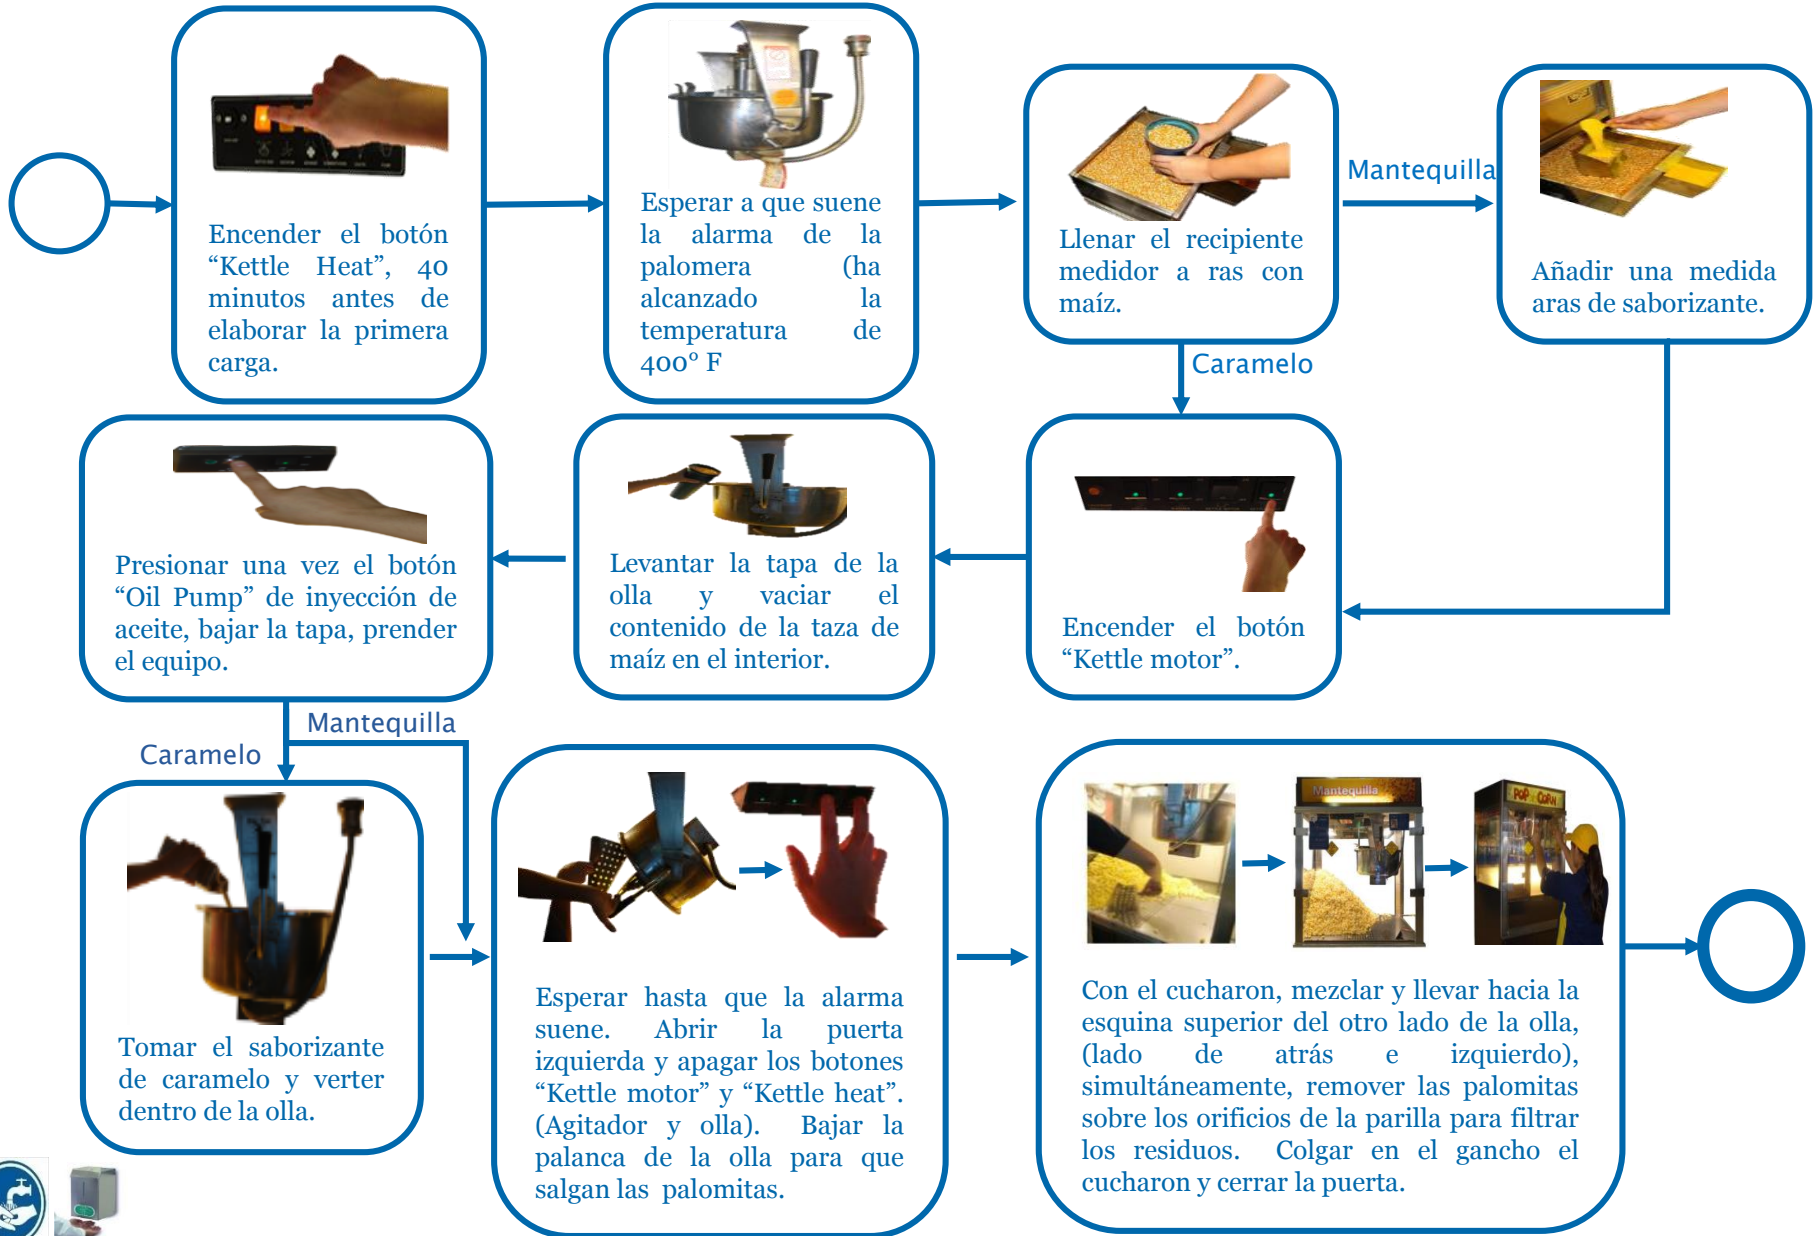 Encender el botón
“Kettle Heat”, 40
minutos antes de
elaborar la primera
carga.
Esperar a que suene
la alarma de la
palomera (ha
alcanzado la
temperatura de
400° F
Llenar el recipiente
medidor a ras con
maíz.
Mantequilla
Añadir una medida
aras de saborizante.
Caramelo
Encender el botón
“Kettle motor”.
Levantar la tapa de la
olla y vaciar el
contenido de la taza de
maíz en el interior.
Presionar una vez el botón
“Oil Pump” de inyección de
aceite, bajar la tapa, prender
el equipo.
Mantequilla
Caramelo
Tomar el saborizante
de caramelo y verter
dentro de la olla.
Esperar hasta que la alarma
suene. Abrir la puerta
izquierda y apagar los botones
“Kettle motor” y “Kettle heat”.
(Agitador y olla). Bajar la
palanca de la olla para que
salgan las palomitas.
Mantequilla
POP CORN
Con el cucharon, mezclar y llevar hacia la
esquina superior del otro lado de la olla,
(lado de atrás e izquierdo),
simultáneamente, remover las palomitas
sobre los orificios de la parilla para filtrar
los residuos. Colgar en el gancho el
cucharon y cerrar la puerta.